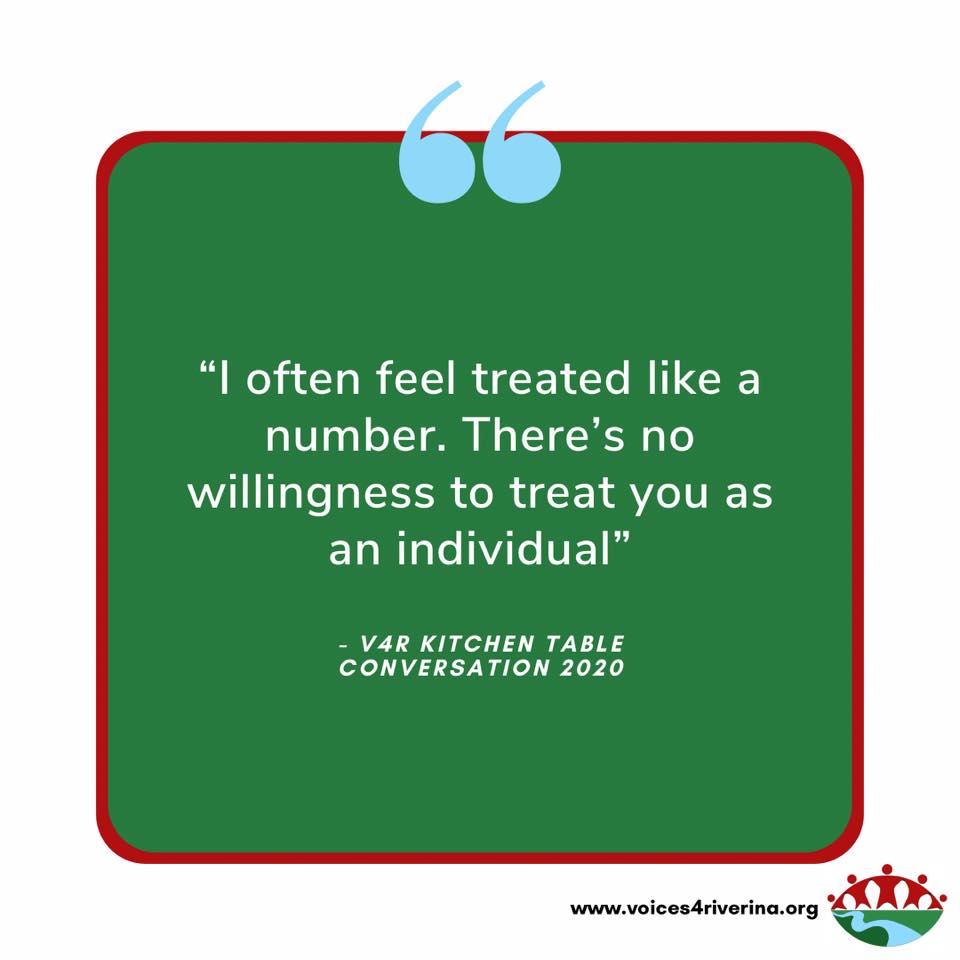 “I often feel treated like a
number. There’s no
willingness to treat you as
an individual”
- V4R KITCHEN TABLE
CONVERSATION 2020
www.voices4riverina.org